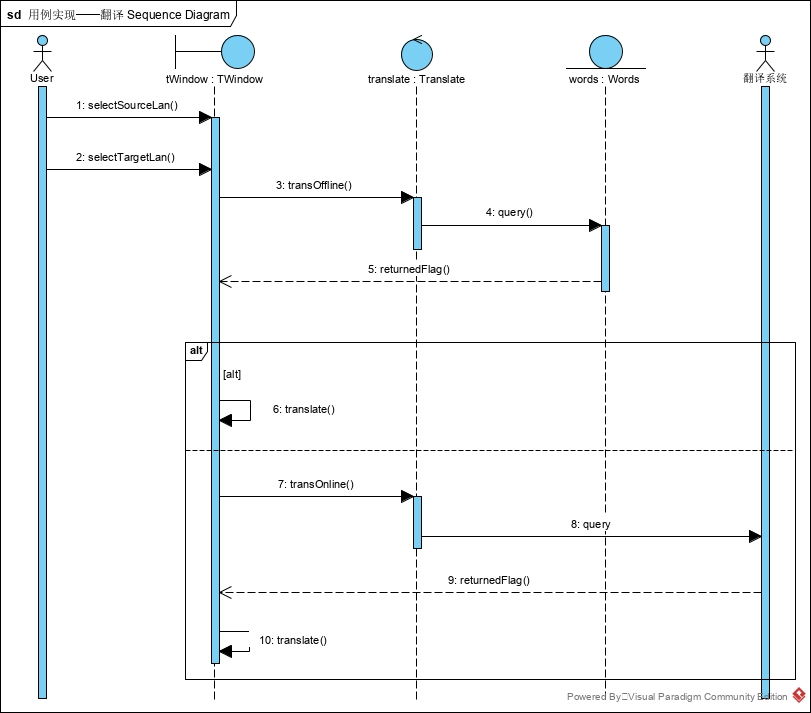 sd 用例实现——翻译 Sequence Diagram
User
tWindow : TWindow
translate : Translate
words : Words
翻译系统
1: selectSourceLan()
2: selectTargetLan()
3: transOffline()
4: query()
5: returnedFlag()
alt
[alt]
6: translate()
7: transOnline()
8: query
9: returnedFlag()
10: translate()
Powered By Visual Paradigm Community Edition